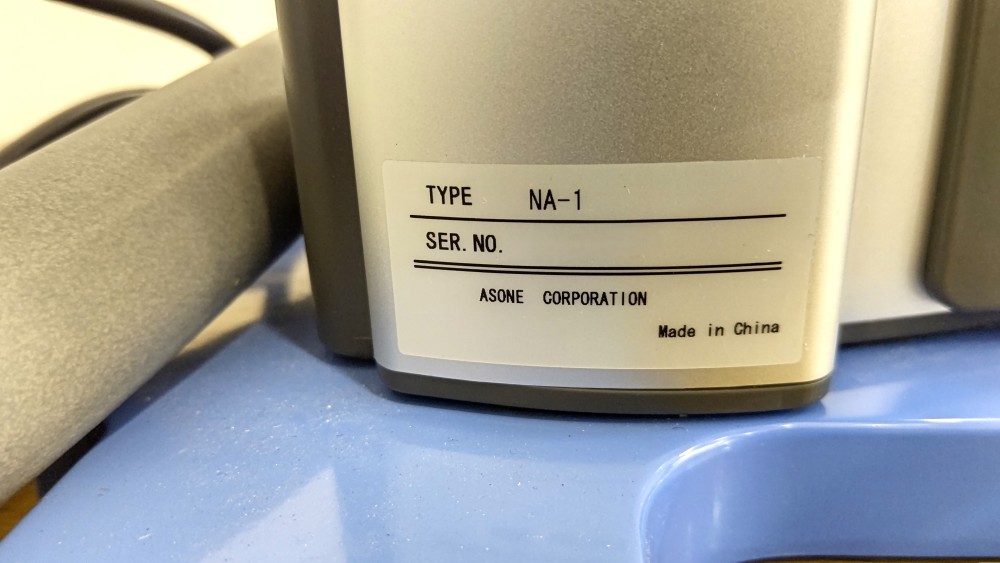 TYPE NA-1
SER. NO.
ASONE CORPORATION
Made in China